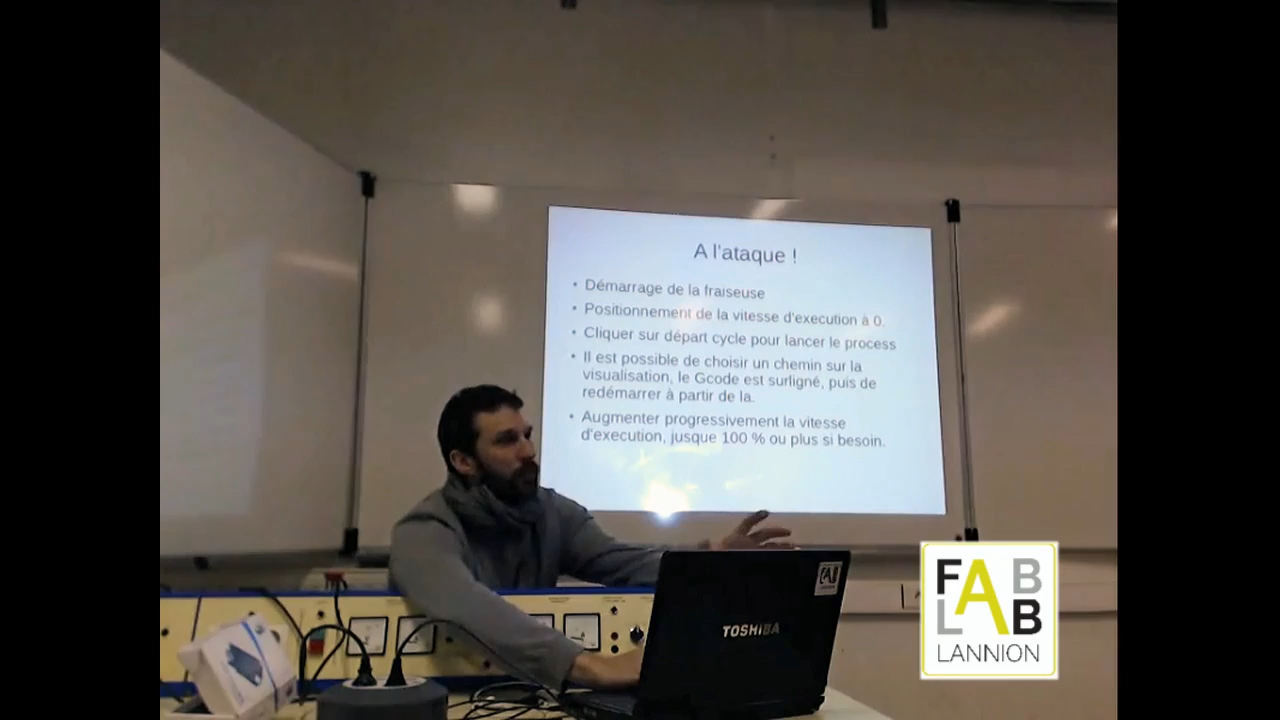 A l'ataque !
• Démarrage de la fraiseuse
• Positionnement de la vitesse d'execution à 0.
• Cliquer sur départ cycle pour lancer le process
• Il est possible de choisir un chemin sur la
visualisation, le Gcode est surligné, puis de
redémarrer à partir de la.
• Augmenter progressivement la vitesse
d'execution, jusque 100 % ou plus si besoin.
TOSHIBA
FAB
LAB
LANNION